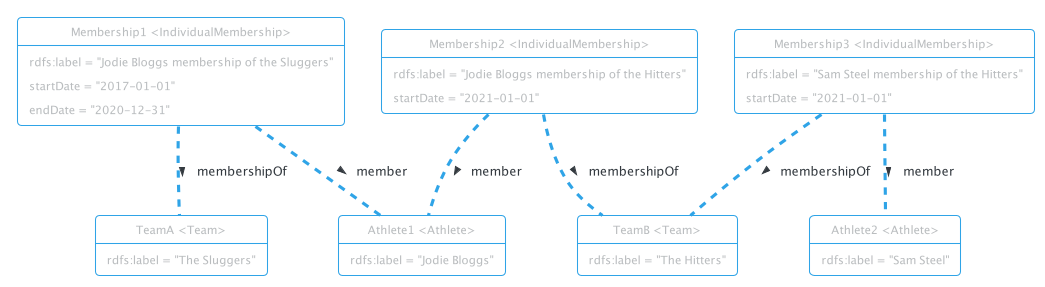 Membership1 <IndividualMembership>
rdfs:label = "Jodie Bloggs membership of the Sluggers"
startDate = "2017-01-01"
endDate = "2020-12-31"
Membership2 <IndividualMembership>
rdfs:label = "Jodie Bloggs membership of the Hitters"
startDate = "2021-01-01"
Membership3 <IndividualMembership>
rdfs:label = "Sam Steel membership of the Hitters"
startDate = "2021-01-01"
membershipOf
member
member
membershipOf
membershipOf
member
TeamA <Team>
rdfs:label = "The Sluggers"
Athlete1 <Athlete>
rdfs:label = "Jodie Bloggs"
TeamB <Team>
rdfs:label = "The Hitters"
Athlete2 <Athlete>
rdfs:label = "Sam Steel"